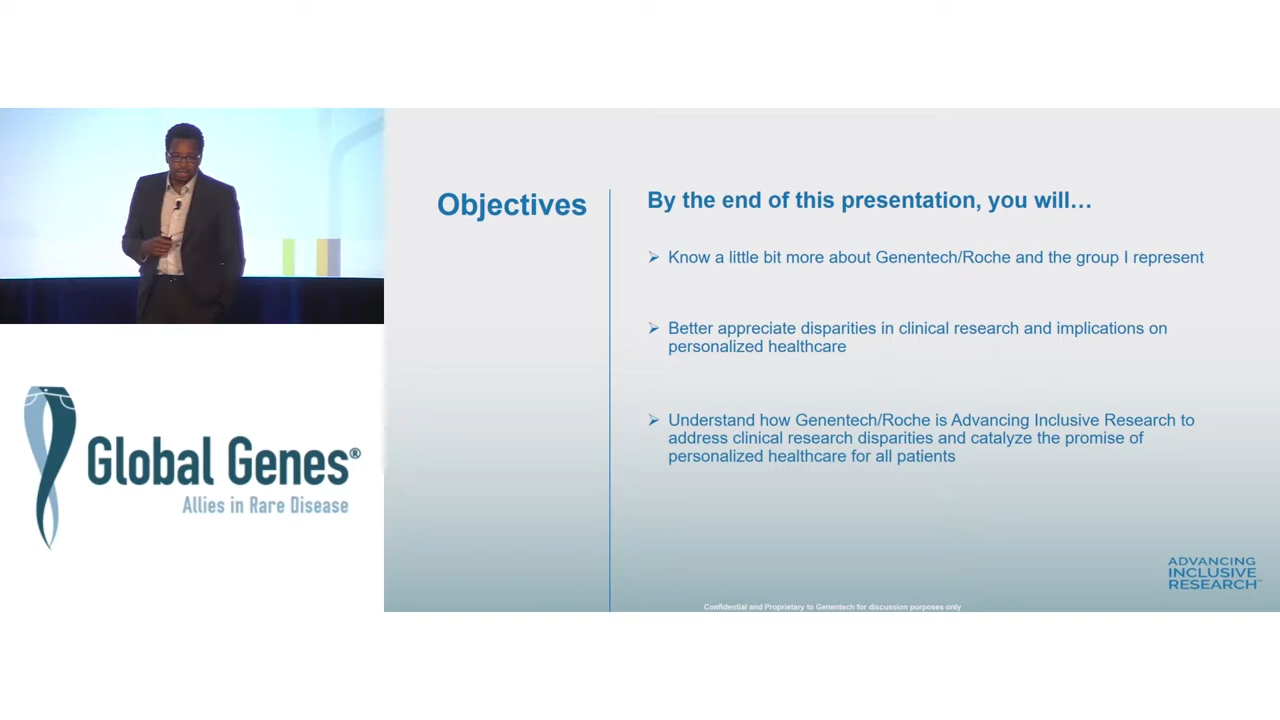 Objectives
By the end of this presentation, you will…
➢ Know a little bit more about Genentech/Roche and the group I represent
➢ Better appreciate disparities in clinical research and implications on
personalized healthcare
➢ Understand how Genentech/Roche is Advancing Inclusive Research to
address clinical research disparities and catalyze the promise of
personalized healthcare for all patients
Global Genes®
Allies in Rare Disease
ADVANCING
INCLUSIVE
RESEARCH™
Confidential and Proprietary to Genentech for discussion purposes only